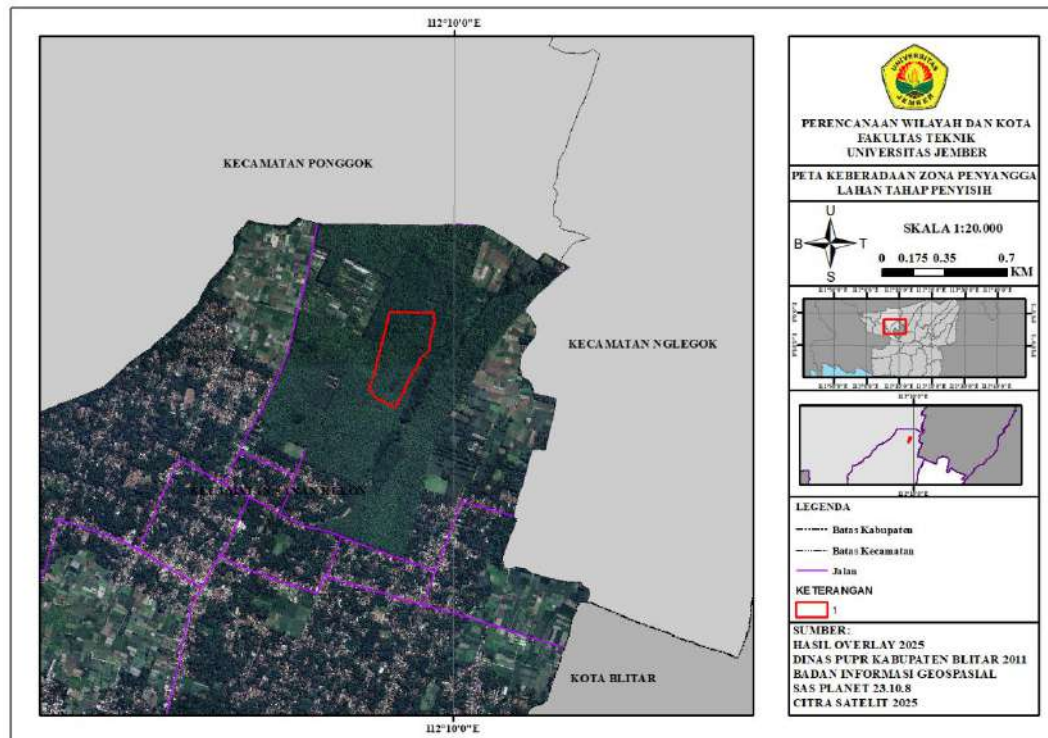 112°10'0"E
KECAMATAN PONGGOK
KECAMATAN NGLEGOK
KOTA BLITAR
112°10'0"E
UNIVERSITAS
JEMBER
PERENCANAAN WILAYAH DAN KOTA
FAKULTAS TEKNIK
UNIVERSITAS JEMBER
PETA KEBERADAAN ZONA PENYANGGA
LAHAN TAHAP PENYISIH
U
B T
S
SKALA 1:20.000
0 0.175 0.35 0.7
KM
LEGENDA
Batas Kabupaten
Batas Kecamatan
Jalan
KETERANGAN
1
SUMBER:
HASIL OVERLAY 2025
DINAS PUPR KABUPATEN BLITAR 2011
BADAN INFORMASI GEOSPASIAL
SAS PLANET 23.10.8
CITRA SATELIT 2025